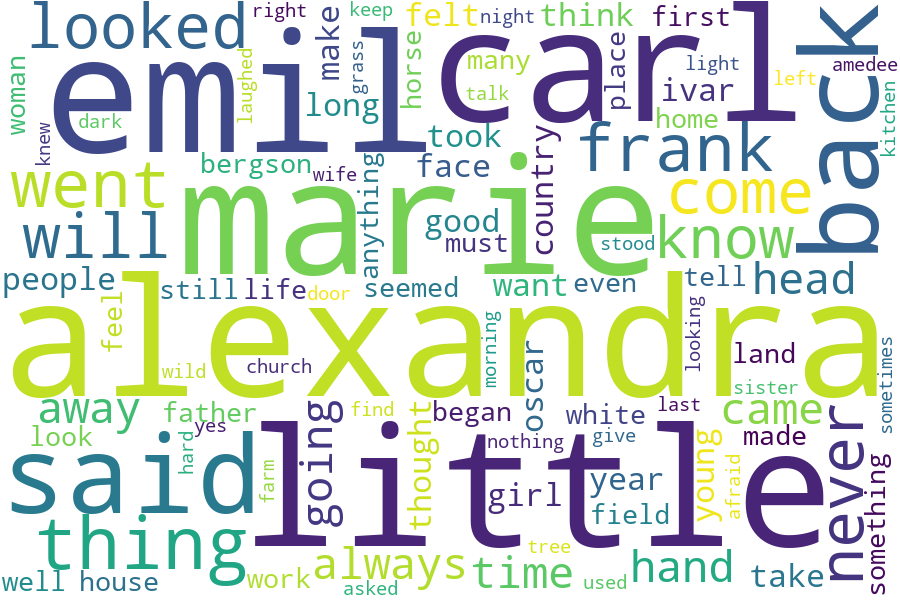 looked
right
keep
felt
night
think
first
back
woman
emil
laughed
make
grass
horse
carl
many
talk
place
light
left
amedee
ivar
long
dark
knew
took
home
kitchen
bergson
wife
anything
face
country
frank
went
marie
good
must
come
will
stood
know
people
still
life
door
seemed
want
even
tell
head
alexandra
feel
wild
church
morning
looking
land
oscar
sister
sometimes
away
father
going
find
thought
began
white
last
came
look
yes
hard
nothing
give
young
made
never
said
little
farm
girl
year
afraid
something
field
thing
tree
well
house
work
always
asked
time
used
hand
take